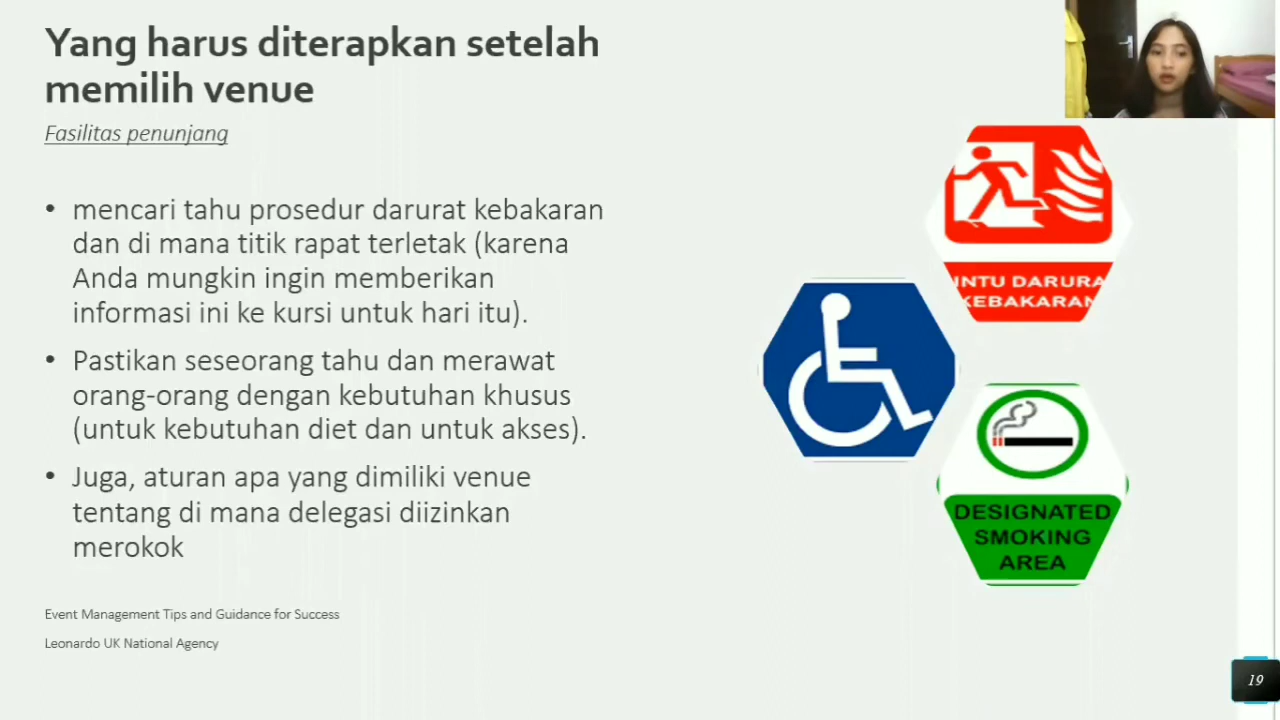 Yang harus diterapkan setelah
memilih venue
Fasilitas penunjang
• mencari tahu prosedur darurat kebakaran
dan di mana titik rapat terletak (karena
Anda mungkin ingin memberikan
informasi ini ke kursi untuk hari itu).
• Pastikan seseorang tahu dan merawat
orang-orang dengan kebutuhan khusus
(untuk kebutuhan diet dan untuk akses).
• Juga, aturan apa yang dimiliki venue
tentang di mana delegasi diizinkan
merokok
Event Management Tips and Guidance for Success
Leonardo UK National Agency
INTU DARURA
KEBAKARAN
DESIGNATED
SMOKING
AREA
19